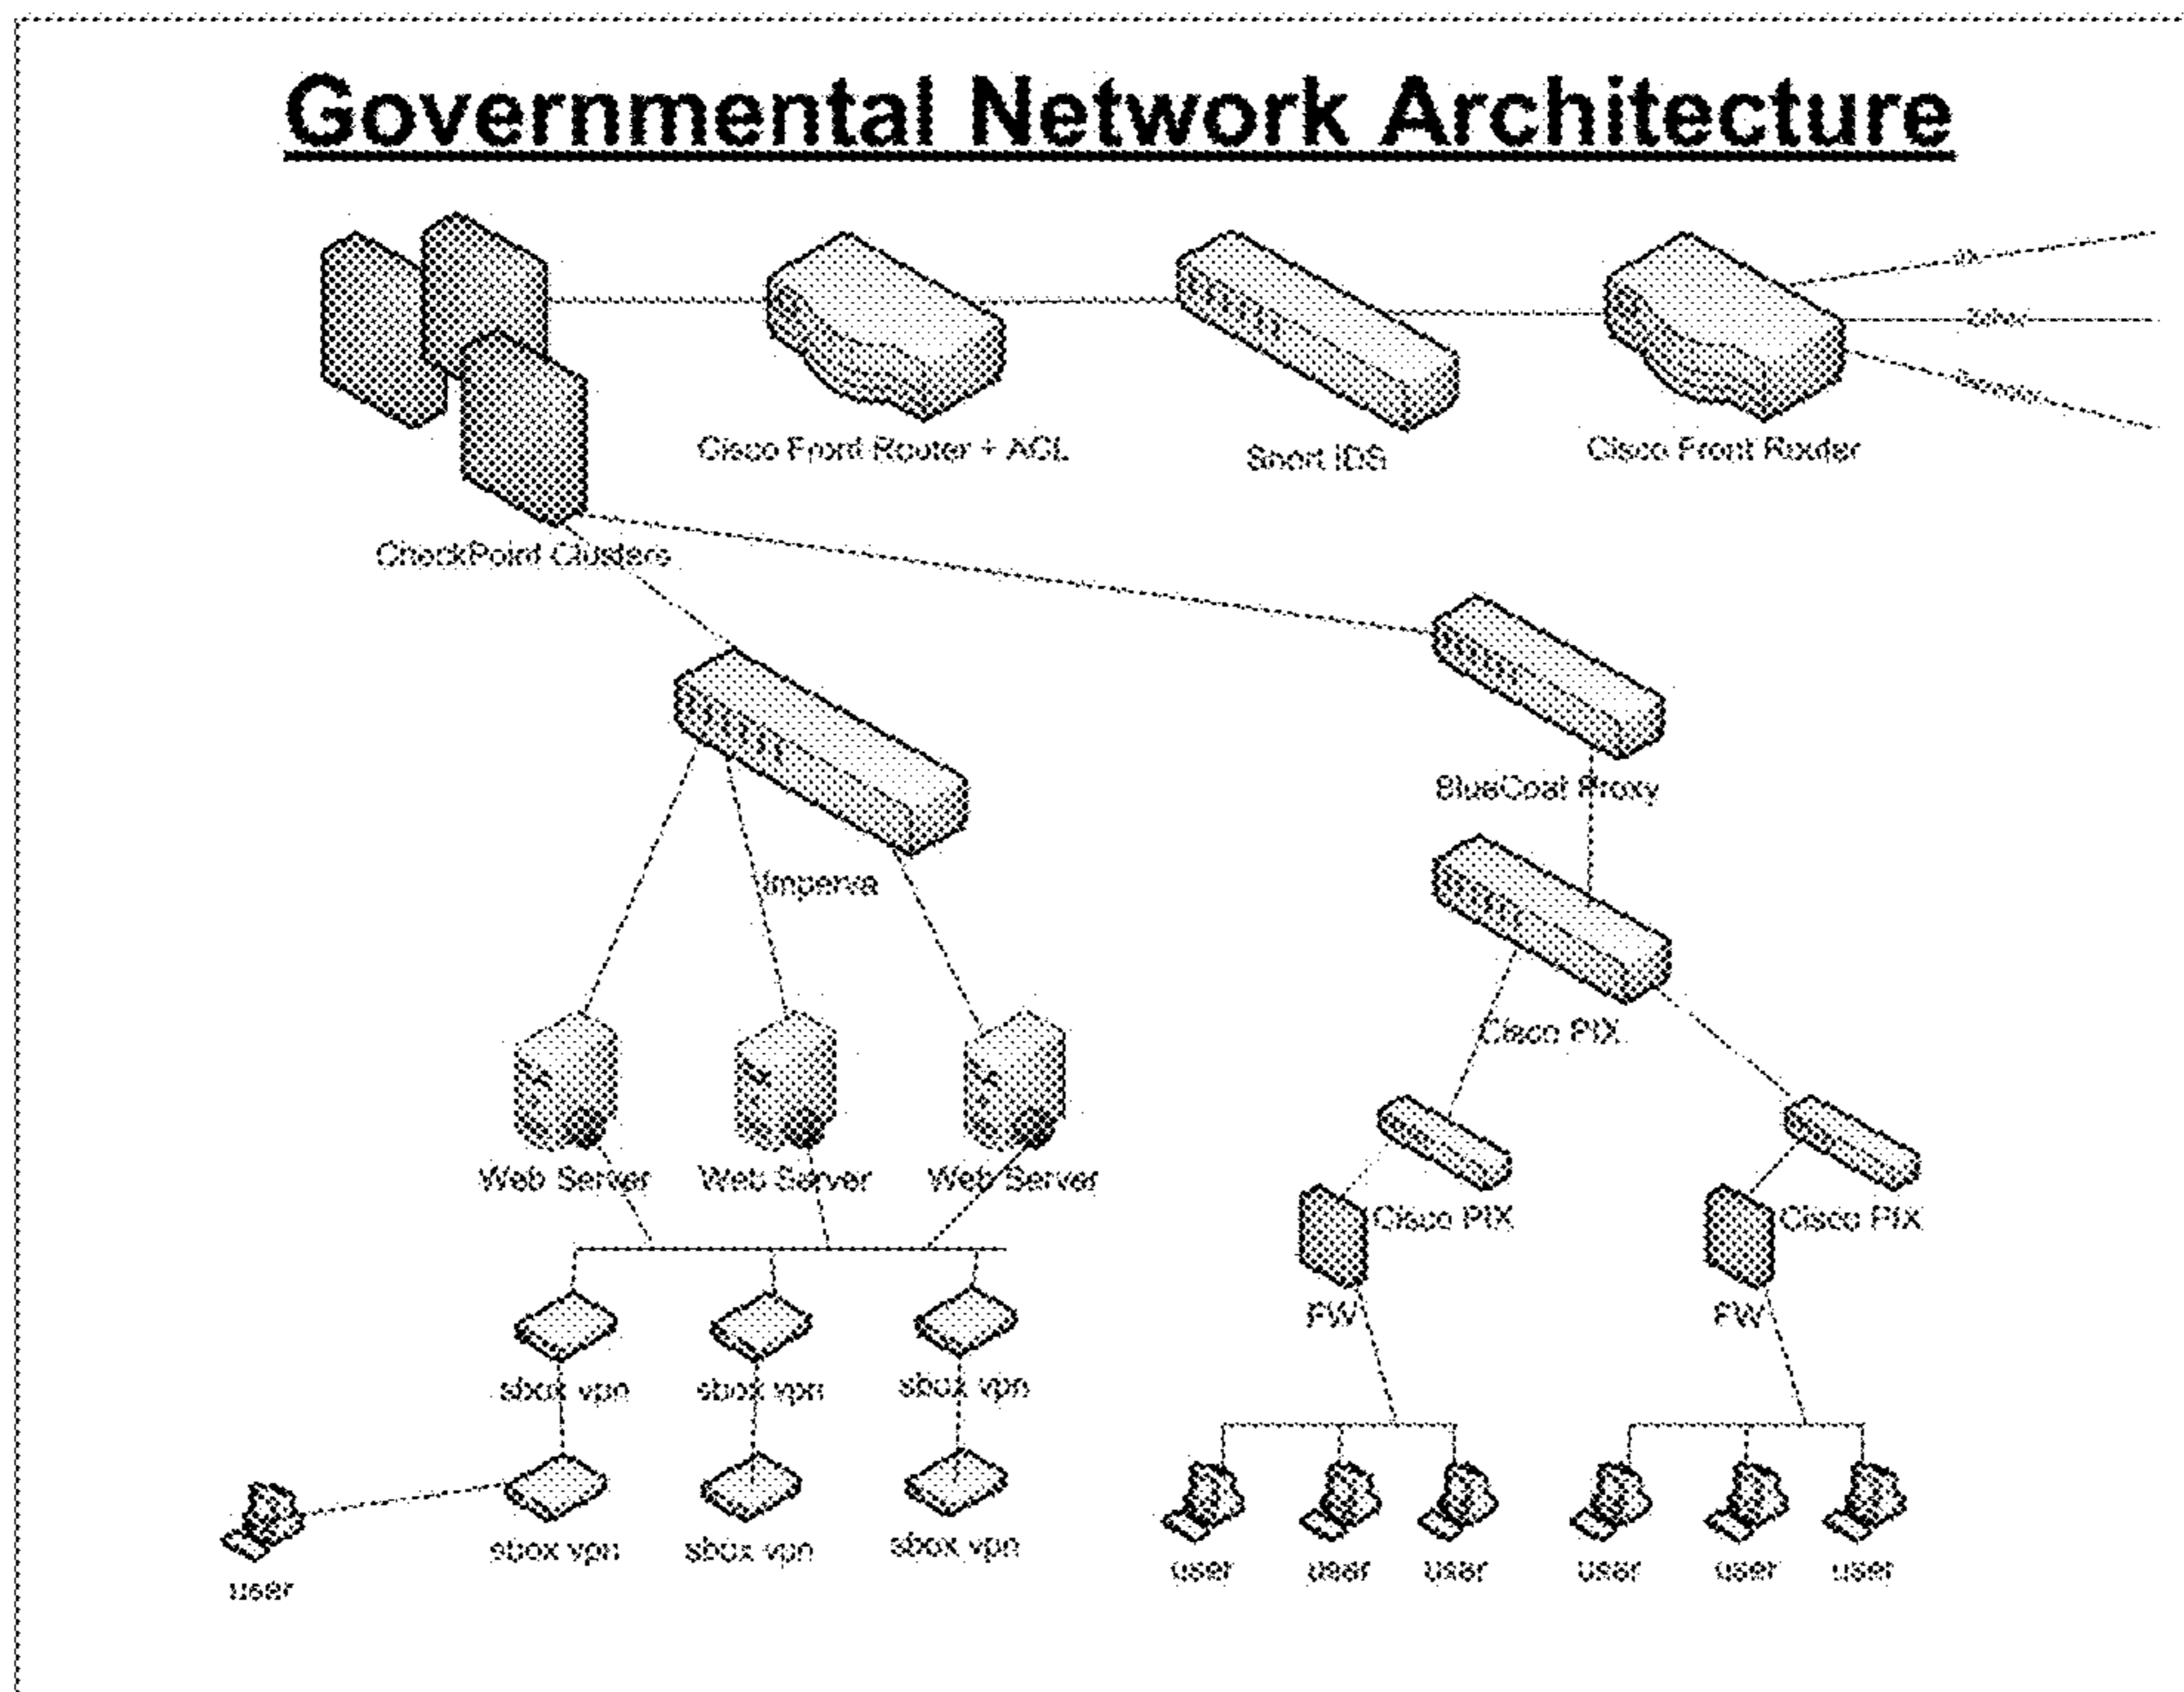 Governmental Network Architecture
Cisco Front Router + ACL
Snort IDS
Cisco Front Router
CheckPoint Clusters
BlueCoat Proxy
Imperva
Cisco PIX
Web Server
Web Server
Web Server
Cisco PIX
Cisco PIX
FW
FW
sbox vpn
sbox vpn
sbox vpn
sbox vpn
sbox vpn
sbox vpn
user
user
user
user
user
user
user